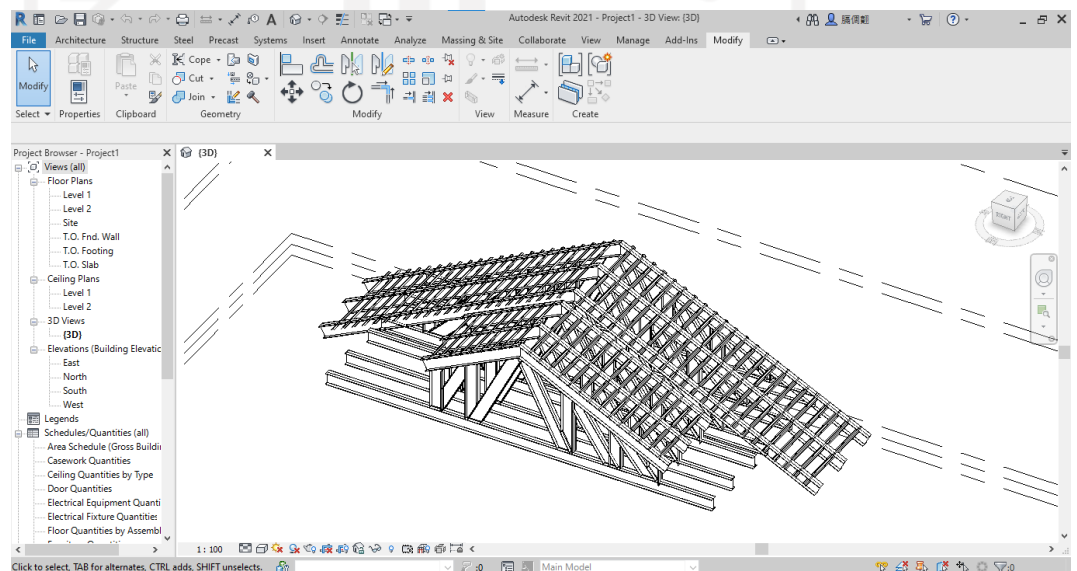 Autodesk Revit 2021 - Project1 - 3D View: {3D}
File Architecture Structure Steel Precast Systems Insert Annotate Analyze Massing & Site Collaborate View Manage Add-Ins Modify
Cope
Cut
Join
Modify
Paste
Select Properties Clipboard Geometry Modify View Measure Create
Project Browser - Project1
{3D}
Views (all)
Floor Plans
Level 1
Level 2
Site
T.O. Fnd. Wall
T.O. Footing
T.O. Slab
Ceiling Plans
Level 1
Level 2
3D Views
{3D}
Elevations (Building Elevatic
East
North
South
West
Legends
Schedules/Quantities (all)
Area Schedule (Gross Buildir
Casework Quantities
Ceiling Quantities by Type
Door Quantities
Electrical Equipment Quanti
Electrical Fixture Quantities
Floor Quantities by Assembl
1 : 100
Click to select, TAB for alternates, CTRL adds, SHIFT unselects.
:0
Main Model
:0